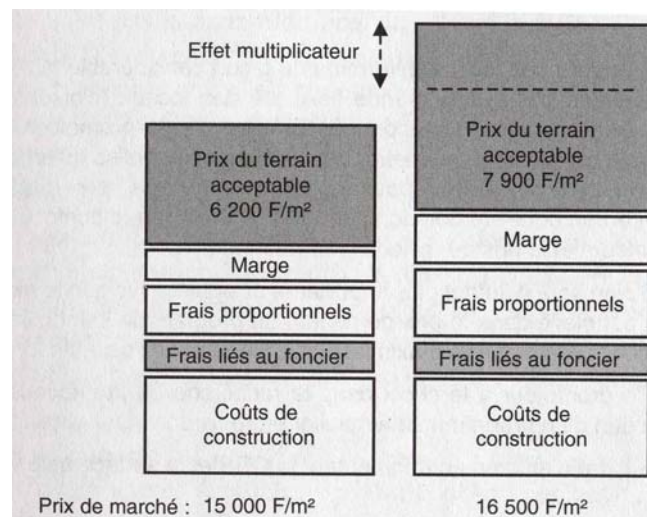 Effet multiplicateur
Prix du terrain
acceptable
6 200 F/m²
Marge
Frais proportionnels
Frais liés au foncier
Coûts de
construction
Prix du terrain
acceptable
7 900 F/m²
Marge
Frais proportionnels
Frais liés au foncier
Coûts de
construction
Prix de marché : 15 000 F/m²
16 500 F/m²